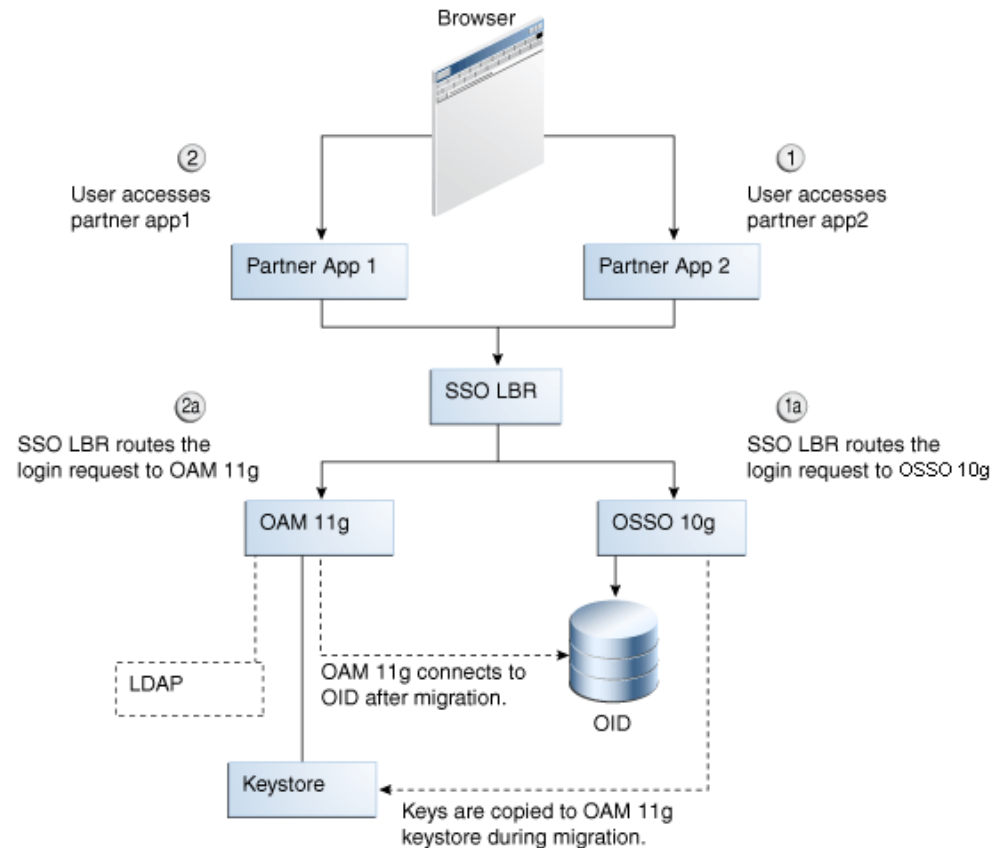 Browser
2
User accesses
partner app1
1
User accesses
partner app2
Partner App 1
Partner App 2
SSO LBR
2a
SSO LBR routes the
login request to OAM 11g
1a
SSO LBR routes the
login request to OSSO 10g
OAM 11g
OSSO 10g
LDAP
OAM 11g connects to
OID after migration.
OID
Keystore
Keys are copied to OAM 11g
keystore during migration.